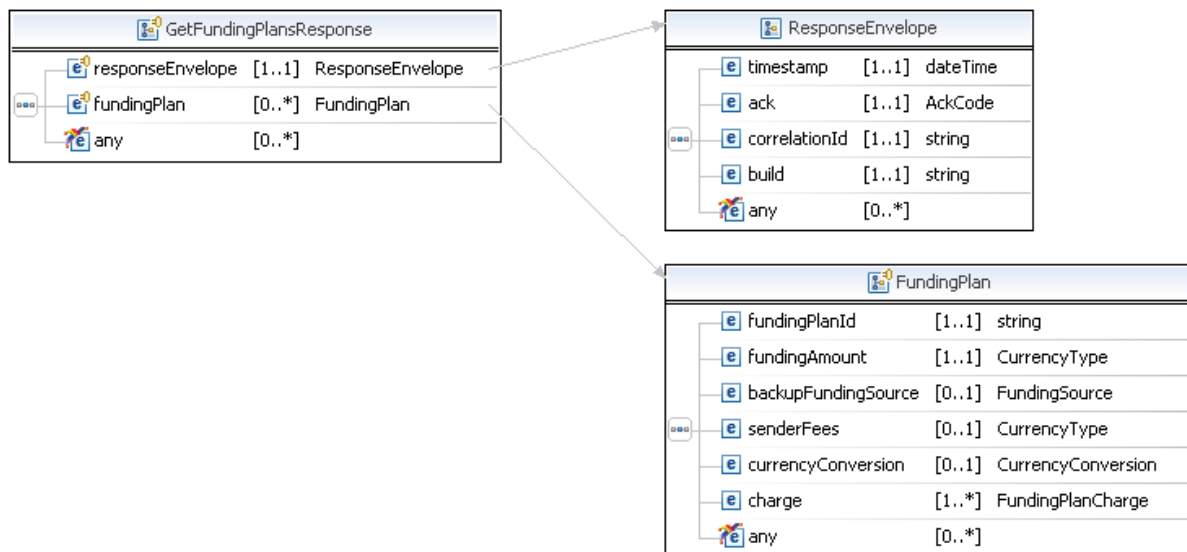 GetFundingPlansResponse
responseEnvelope [1..1] ResponseEnvelope
fundingPlan [0..*] FundingPlan
any [0..*]
ResponseEnvelope
timestamp [1..1] dateTime
ack [1..1] AckCode
correlationId [1..1] string
build [1..1] string
any [0..*]
FundingPlan
fundingPlanId [1..1] string
fundingAmount [1..1] CurrencyType
backupFundingSource [0..1] FundingSource
senderFees [0..1] CurrencyType
currencyConversion [0..1] CurrencyConversion
charge [1..*] FundingPlanCharge
any [0..*]